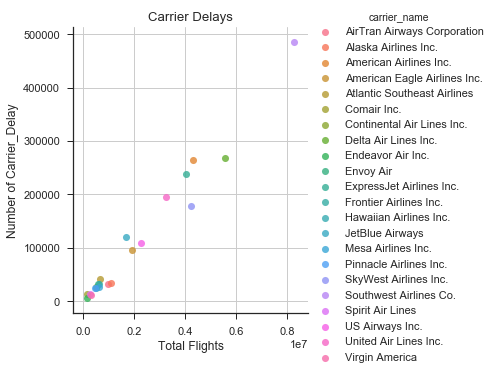 Carrier Delays
500000
400000
300000
200000
100000
0
Number of Carrier_Delay
0.0 0.2 0.4 0.6 0.8
1e7
Total Flights
carrier_name
AirTran Airways Corporation
Alaska Airlines Inc.
American Airlines Inc.
American Eagle Airlines Inc.
Atlantic Southeast Airlines
Comair Inc.
Continental Air Lines Inc.
Delta Air Lines Inc.
Endeavor Air Inc.
Envoy Air
ExpressJet Airlines Inc.
Frontier Airlines Inc.
Hawaiian Airlines Inc.
JetBlue Airways
Mesa Airlines Inc.
Pinnacle Airlines Inc.
SkyWest Airlines Inc.
Southwest Airlines Co.
Spirit Air Lines
US Airways Inc.
United Air Lines Inc.
Virgin America